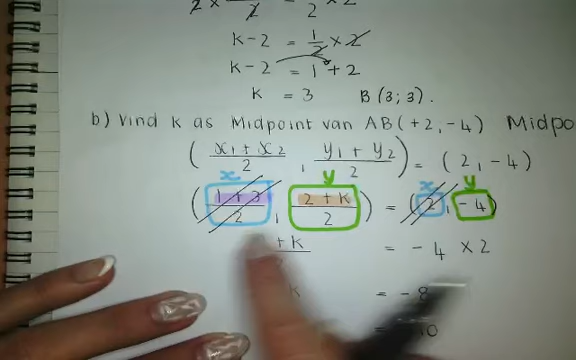 k-2 = 1/2 × 2
k-2 = 1 + 2
k = 3 B (3; 3).
b) Vind k as Midpoint van AB (+2, -4) Midpo
(x₁ + x₂/2, y₁ + y₂/2) = (2, -4)
x y x y
(1+3/2, 2+k/2) = (2, -4)
+k = -4 × 2
k = -8
= 10